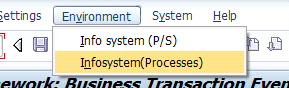 Settings Environment System Help
Info system (P/S)
Infosystem(Processes)
ework: Business Transaction Even